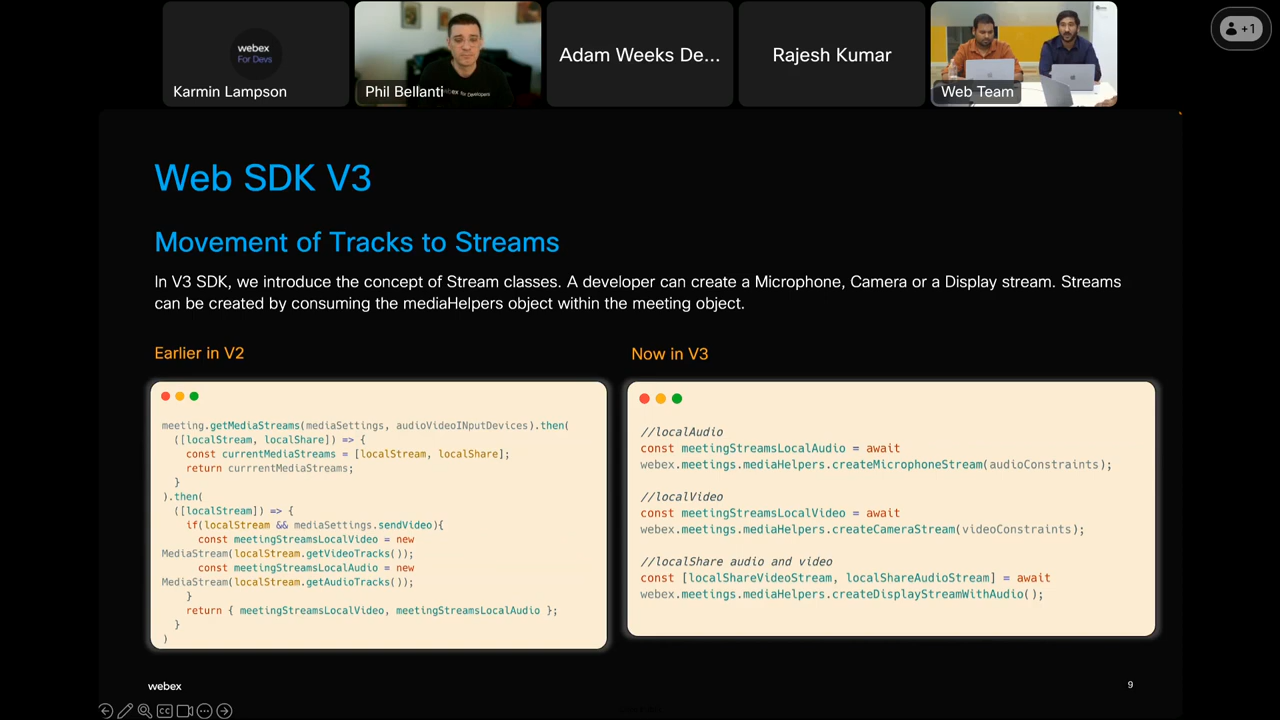 webex
For Devs
Karmin Lampson
Phil Bellanti
Adam Weeks De...
Rajesh Kumar
Web Team
+1
Web SDK V3
Movement of Tracks to Streams
In V3 SDK, we introduce the concept of Stream classes. A developer can create a Microphone, Camera or a Display stream. Streams
can be created by consuming the mediaHelpers object within the meeting object.
Earlier in V2
meeting.getMediaStreams(mediaSettings, audioVideoINputDevices).then(
([localStream, localShare]) => {
const currentMediaStreams = [localStream, localShare];
return currrentMediaStreams;
}
).then(
([localStream]) => {
if(localStream && mediaSettings.sendVideo){
const meetingStreamsLocalVideo = new
MediaStream(localStream.getVideoTracks());
const meetingStreamsLocalAudio = new
MediaStream(localStream.getAudioTracks());
}
return { meetingStreamsLocalVideo, meetingStreamsLocalAudio };
}
)
Now in V3
//localAudio
const meetingStreamsLocalAudio = await
webex.meetings.mediaHelpers.createMicrophoneStream(audioConstraints);
//localVideo
const meetingStreamsLocalVideo = await
webex.meetings.mediaHelpers.createCameraStream(videoConstraints);
//localShare audio and video
const [localShareVideoStream, localShareAudioStream] = await
webex.meetings.mediaHelpers.createDisplayStreamWithAudio();
webex
9
CC